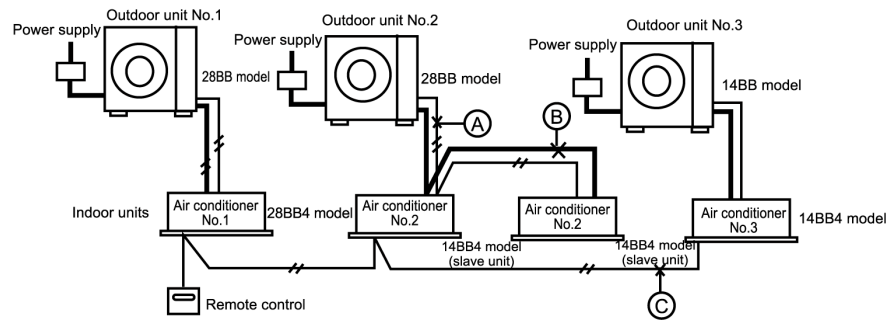 Outdoor unit No.1
Outdoor unit No.2
Outdoor unit No.3
Power supply
Power supply
Power supply
28BB model
28BB model
14BB model
A
B
Indoor units
Air conditioner
No.1
28BB4 model
Air conditioner
No.2
Air conditioner
No.2
Air conditioner
No.3
14BB4 model
14BB4 model
(slave unit)
14BB4 model
(slave unit)
Remote control
C